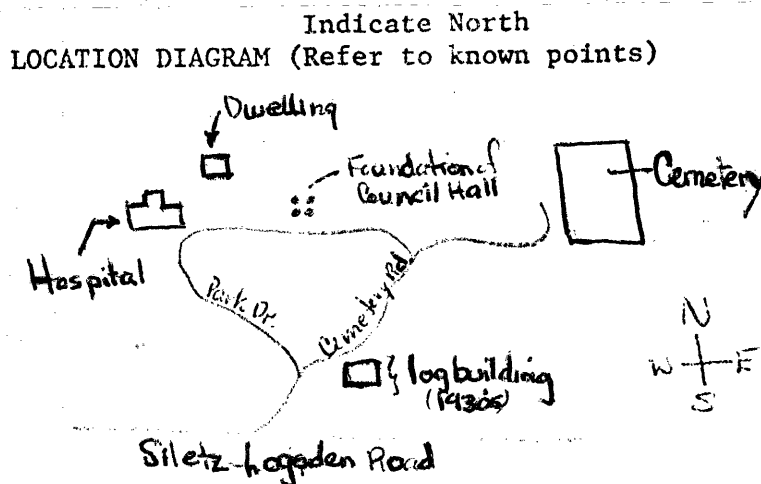 Indicate North
LOCATION DIAGRAM (Refer to known points)
Dwelling
Foundation of
Council Hall
Cemetery
Hospital
Park Dr.
Cemetery Rd.
log building
(1930s)
N
W E
S
Siletz-Logsden Road